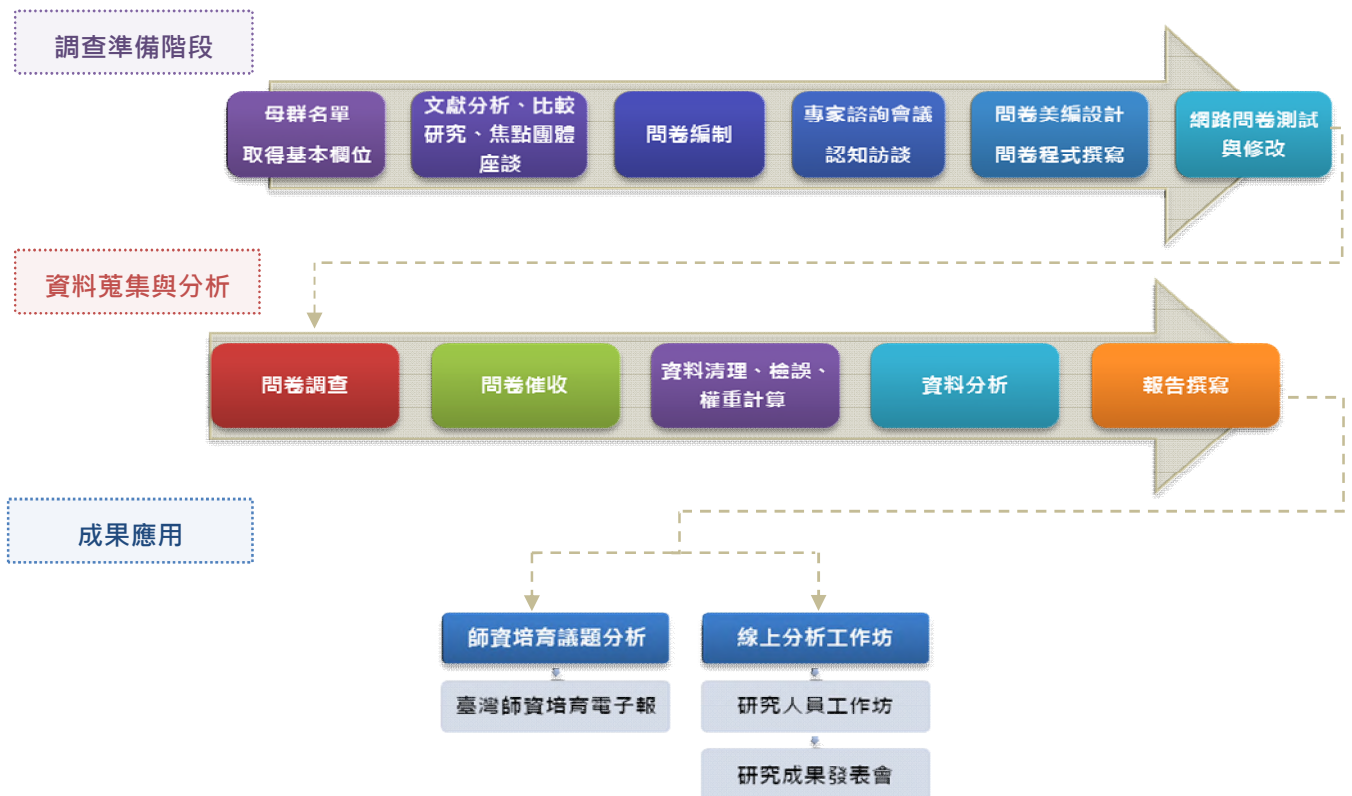 調查準備階段
母群名單
取得基本欄位
文獻分析、比較
研究、焦點團體
座談
問卷編制
專家諮詢會議
認知訪談
問卷美編設計
問卷程式撰寫
網路問卷測試
與修改
資料蒐集與分析
問卷調查
問卷催收
資料清理、檢誤、
權重計算
資料分析
報告撰寫
成果應用
師資培育議題分析
臺灣師資培育電子報
線上分析工作坊
研究人員工作坊
研究成果發表會